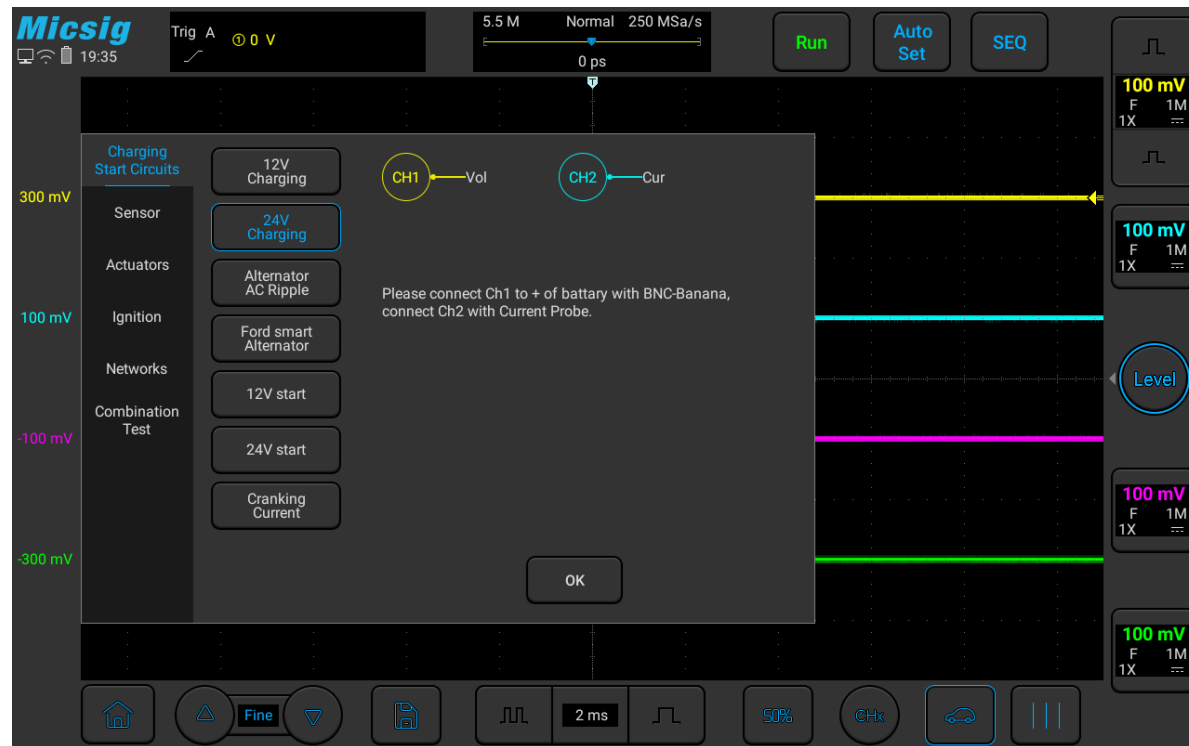 Micsig
19:35
Trig A ① 0 V
5.5 M Normal 250 MSa/s
0 ps
Run
Auto
Set
SEQ
T
100 mV
F 1M
1X
100 mV
F 1M
1X
Level
100 mV
F 1M
1X
100 mV
F 1M
1X
300 mV
100 mV
-100 mV
-300 mV
Charging
Start Circuits
Sensor
Actuators
Ignition
Networks
Combination
Test
12V
Charging
24V
Charging
Alternator
AC Ripple
Ford smart
Alternator
12V start
24V start
Cranking
Current
CH1 Vol
CH2 Cur
Please connect Ch1 to + of battary with BNC-Banana,
connect Ch2 with Current Probe.
OK
Fine
2 ms
50%
CHx